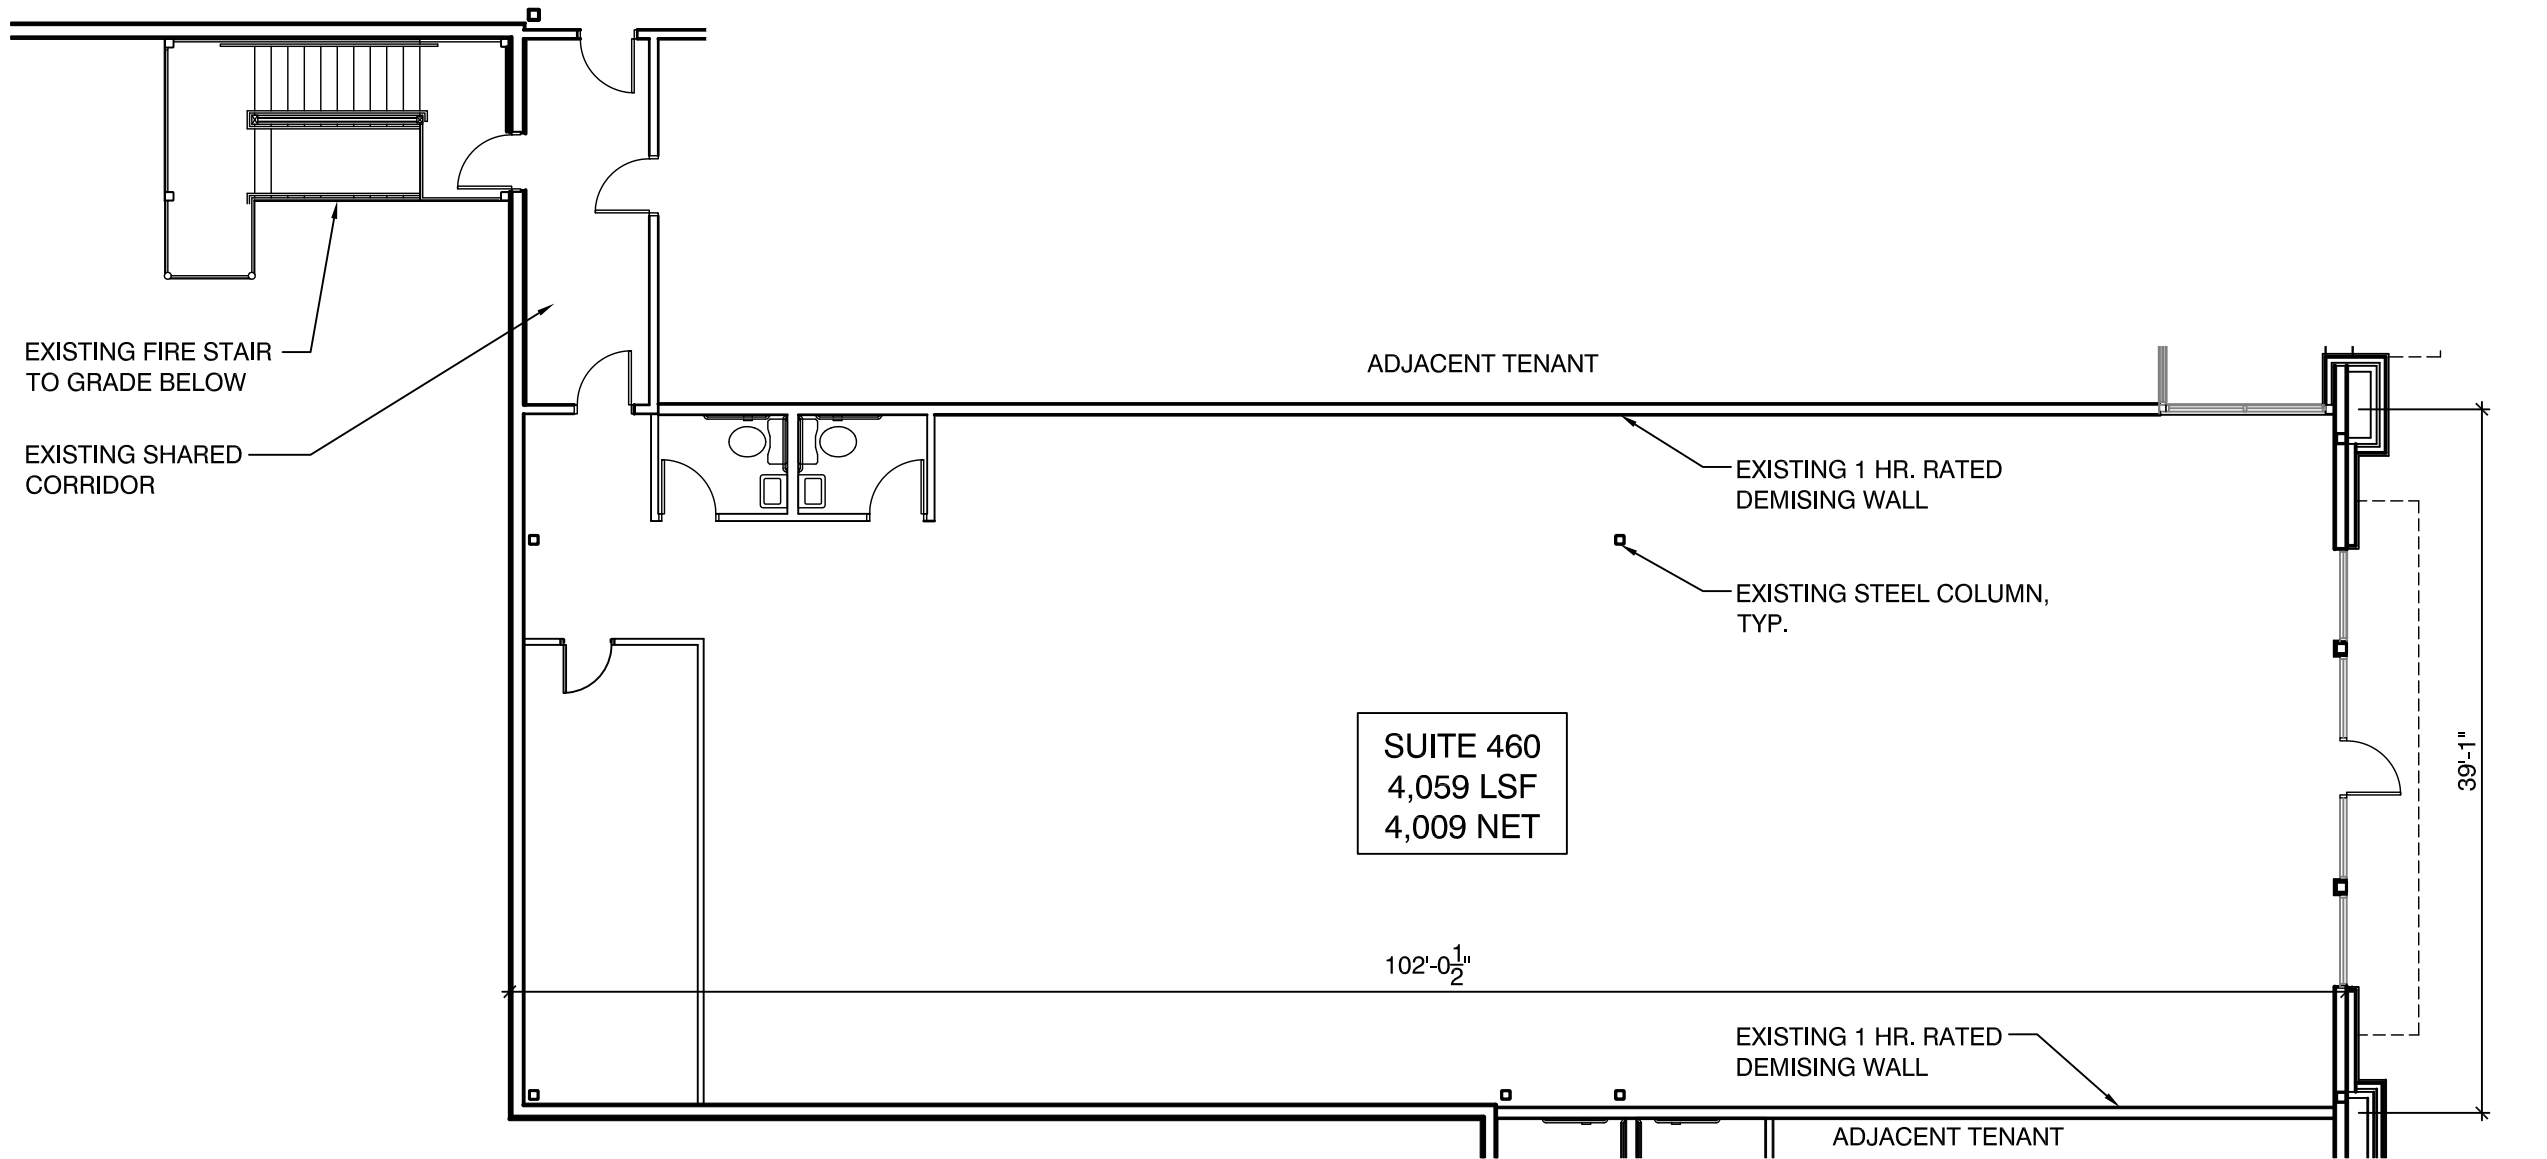 EXISTING FIRE STAIR
TO GRADE BELOW
EXISTING SHARED
CORRIDOR
ADJACENT TENANT
EXISTING 1 HR. RATED
DEMISING WALL
EXISTING STEEL COLUMN,
TYP.
SUITE 460
4,059 LSF
4,009 NET
39'-1"
102'-0 1/2"
EXISTING 1 HR. RATED
DEMISING WALL
ADJACENT TENANT